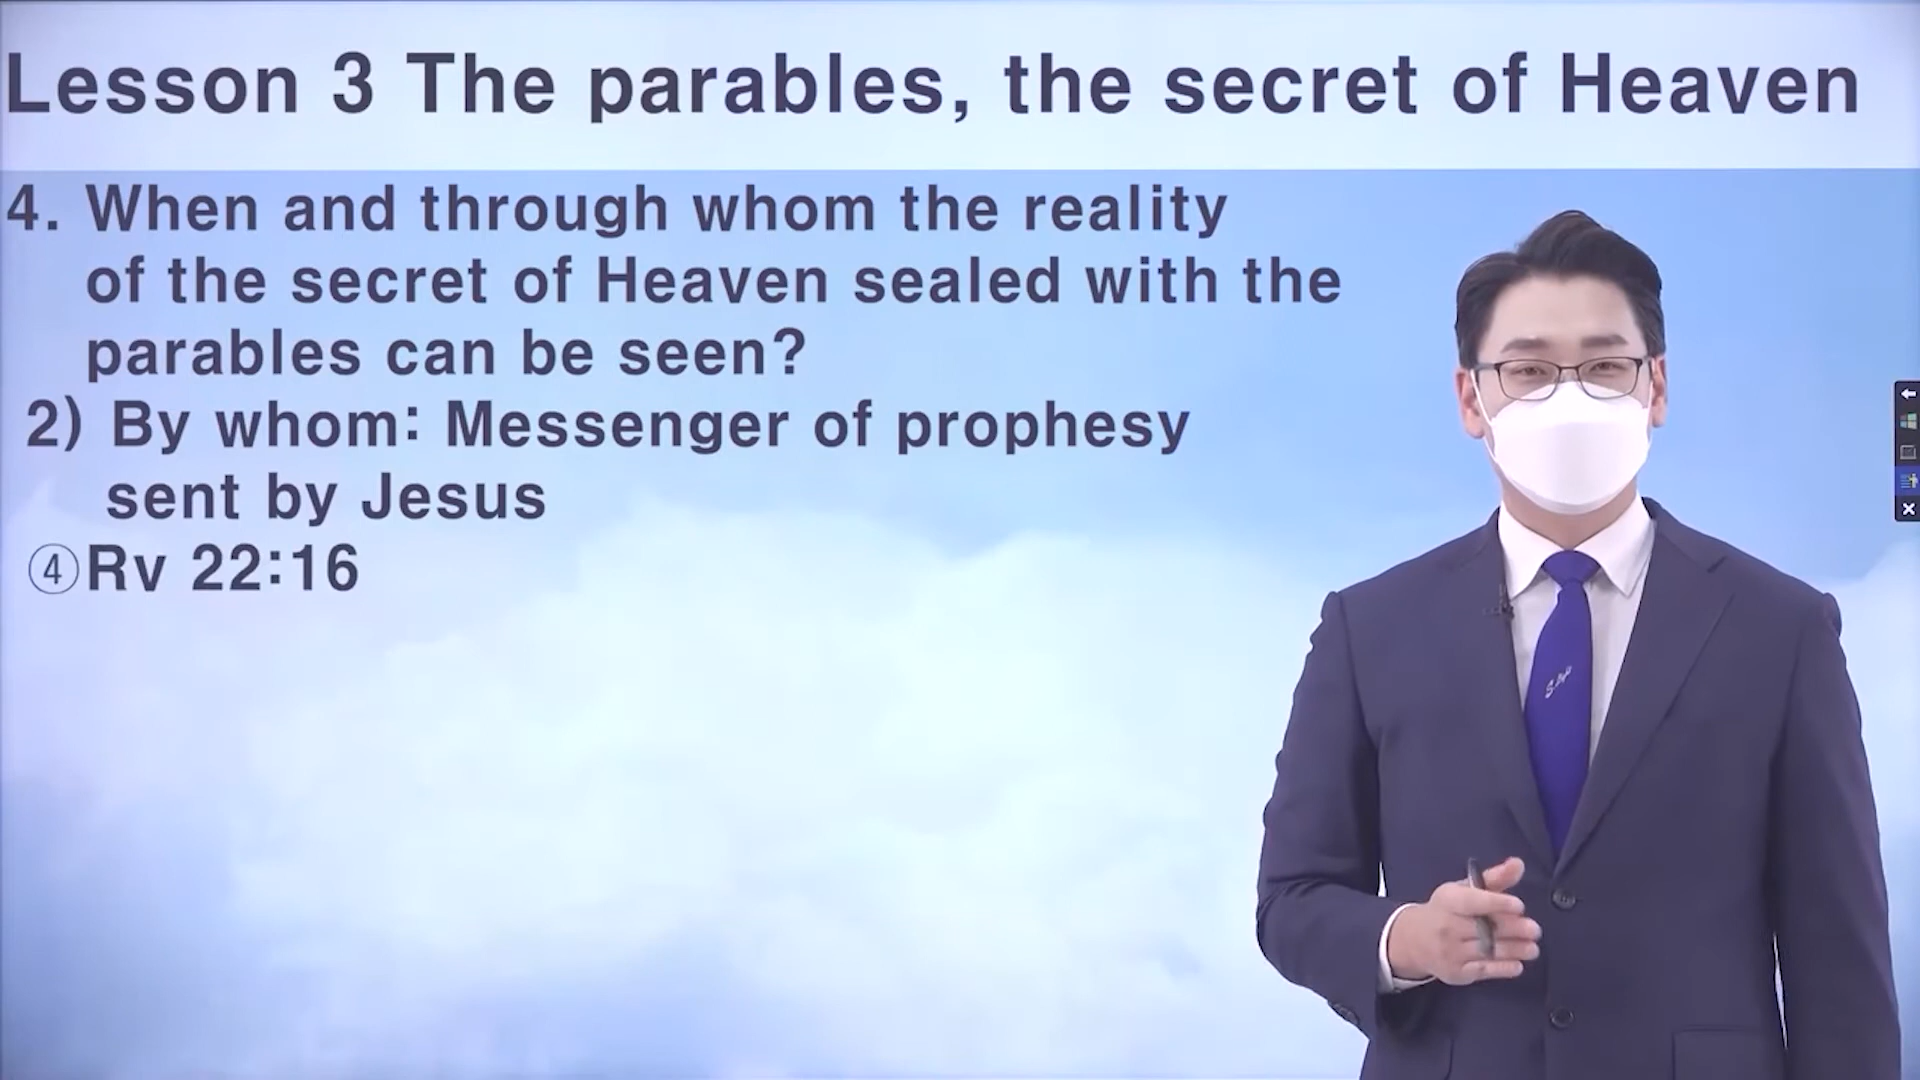 Lesson 3 The parables, the secret of Heaven
4. When and through whom the reality
of the secret of Heaven sealed with the
parables can be seen?
2) By whom: Messenger of prophesy
sent by Jesus
④Rv 22:16